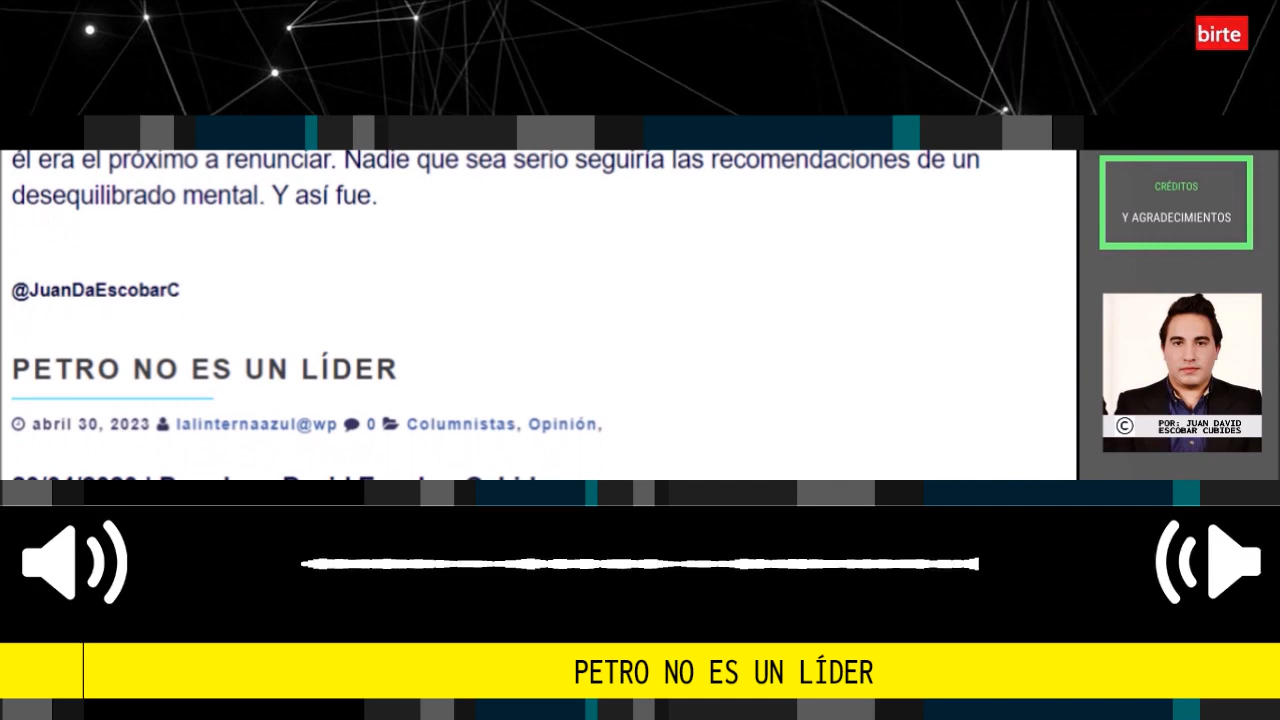 birte
él era el próximo a renunciar. Nadie que sea serio seguiría las recomendaciones de un
desequilibrado mental. Y así fue.
@JuanDaEscobarC
PETRO NO ES UN LÍDER
abril 30, 2023 lalinternaazul@wp 0 Columnistas, Opinión,
CRÉDITOS
Y AGRADECIMIENTOS
© POR: JUAN DAVID
ESCOBAR CUBIDES
PETRO NO ES UN LÍDER